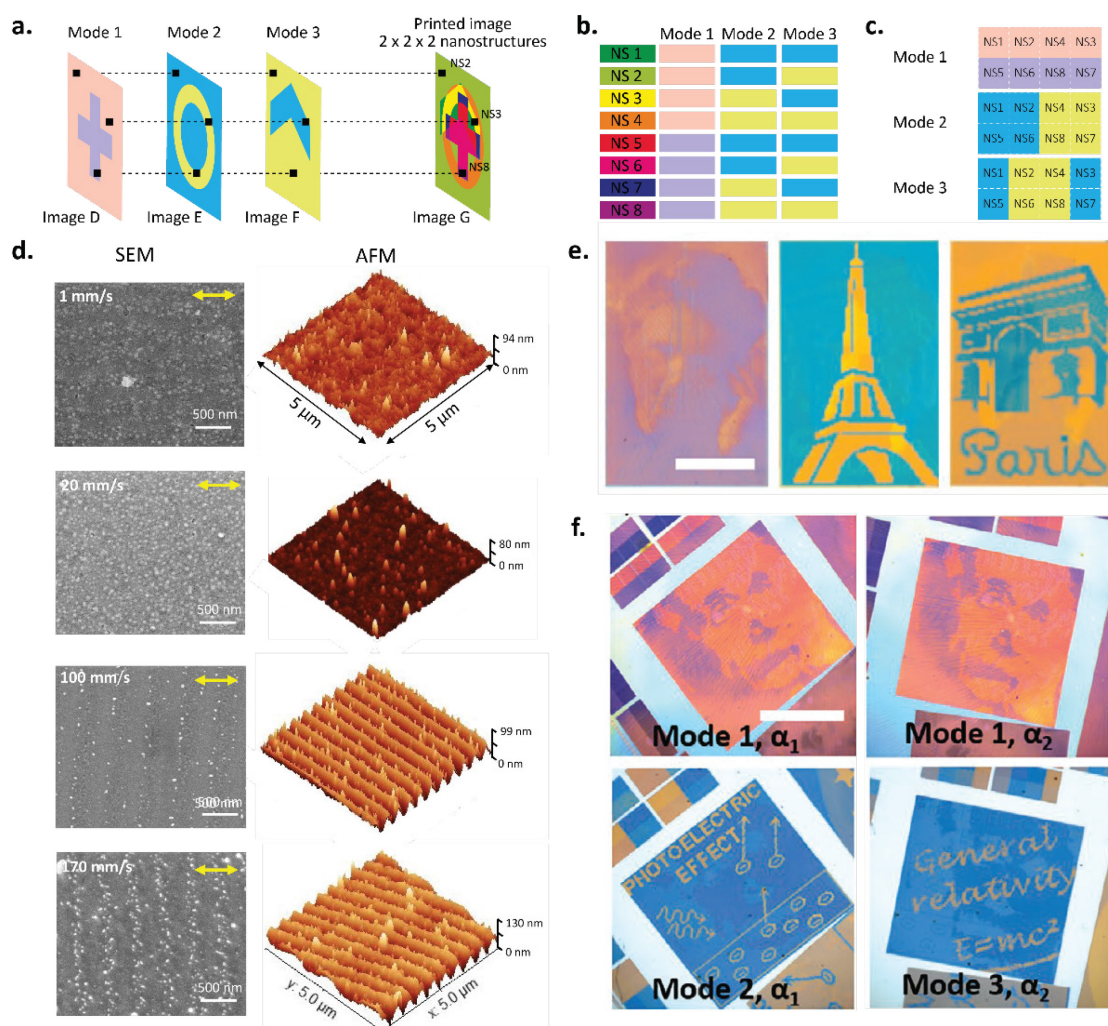 a.
Mode 1
Mode 2
Mode 3
Printed image
2 x 2 x 2 nanostructures
NS2
NS3
NS8
Image D
Image E
Image F
Image G
b.
Mode 1 Mode 2 Mode 3
NS 1
NS 2
NS 3
NS 4
NS 5
NS 6
NS 7
NS 8
c.
Mode 1
NS1 NS2 NS4 NS3
NS5 NS6 NS8 NS7
Mode 2
NS1 NS2 NS4 NS3
NS5 NS6 NS8 NS7
Mode 3
NS1 NS2 NS4 NS3
NS5 NS6 NS8 NS7
d.
SEM
AFM
1 mm/s
500 nm
94 nm
0 nm
5 µm
5 µm
20 mm/s
500 nm
80 nm
0 nm
100 mm/s
500 nm
99 nm
0 nm
170 mm/s
500 nm
130 nm
0 nm
y: 5.0 µm
x: 5.0 µm
e.
Paris
f.
Mode 1, α1
Mode 1, α2
PHOTOELECTRIC
EFFECT
Mode 2, α1
General
relativity
E=mc²
Mode 3, α2